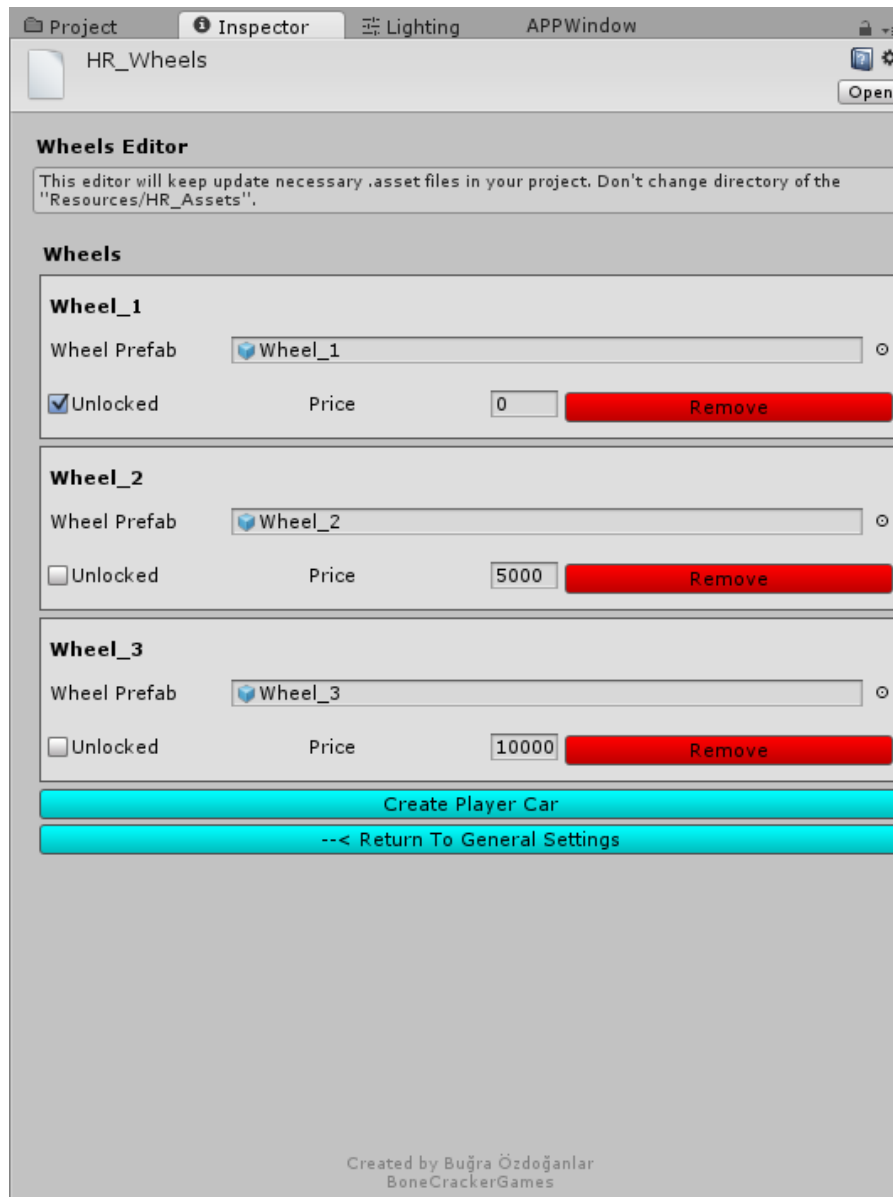 Project Inspector Lighting APPWindow
HR_Wheels
Open
Wheels Editor
This editor will keep update necessary .asset files in your project. Don't change directory of the
"Resources/HR_Assets".
Wheels
Wheel_1
Wheel Prefab Wheel_1
Unlocked Price 0 Remove
Wheel_2
Wheel Prefab Wheel_2
Unlocked Price 5000 Remove
Wheel_3
Wheel Prefab Wheel_3
Unlocked Price 10000 Remove
Create Player Car
--< Return To General Settings
Created by Buğra Özdoğanlar
BoneCrackerGames